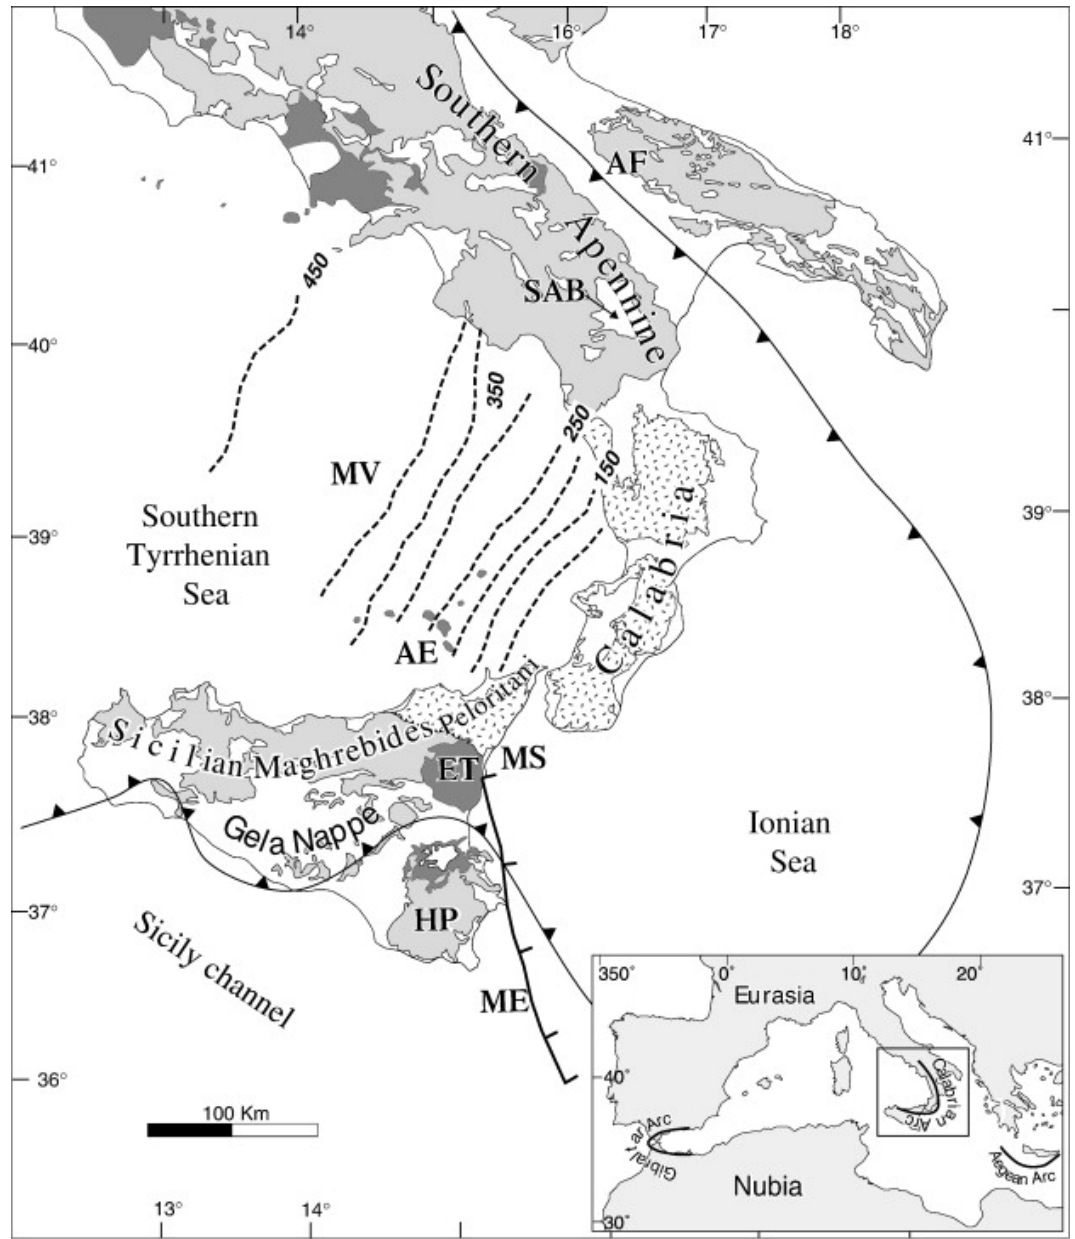 14°
16°
17°
18°
Southern
Apennine
AF
41°
41°
450
SAB
40°
350
250
MV
150
Southern
Tyrrhenian
Sea
39°
39°
Calabria
AE
38°
38°
Sicilian Maghrebides
Peloritani
ET
MS
Gela Nappe
Ionian
Sea
37°
37°
HP
Sicily channel
ME
36°
100 Km
13°
14°
350°
0°
10°
20°
Eurasia
40°
Calabrian Arc
Gibraltar Arc
Aegean Arc
Nubia
30°